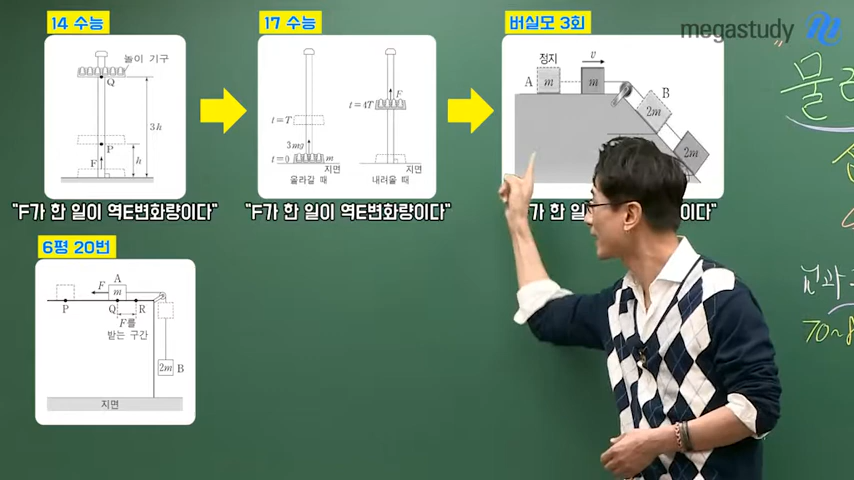 14 수능
17 수능
버실모 3회
megastudy
놀이 기구
Q
3h
P
h
F
F
t=4T
t=T
3mg
t=0
m
지면
지면
올라갈 때
내려올 때
정지
v
A
m
m
B
2m
2m
"F가 한 일이 역E변화량이다"
"F가 한 일이 역E변화량이다"
가 한 일
이다"
물
6평 20번
A
F
m
P
Q
R
F를
받는 구간
2m
B
지면